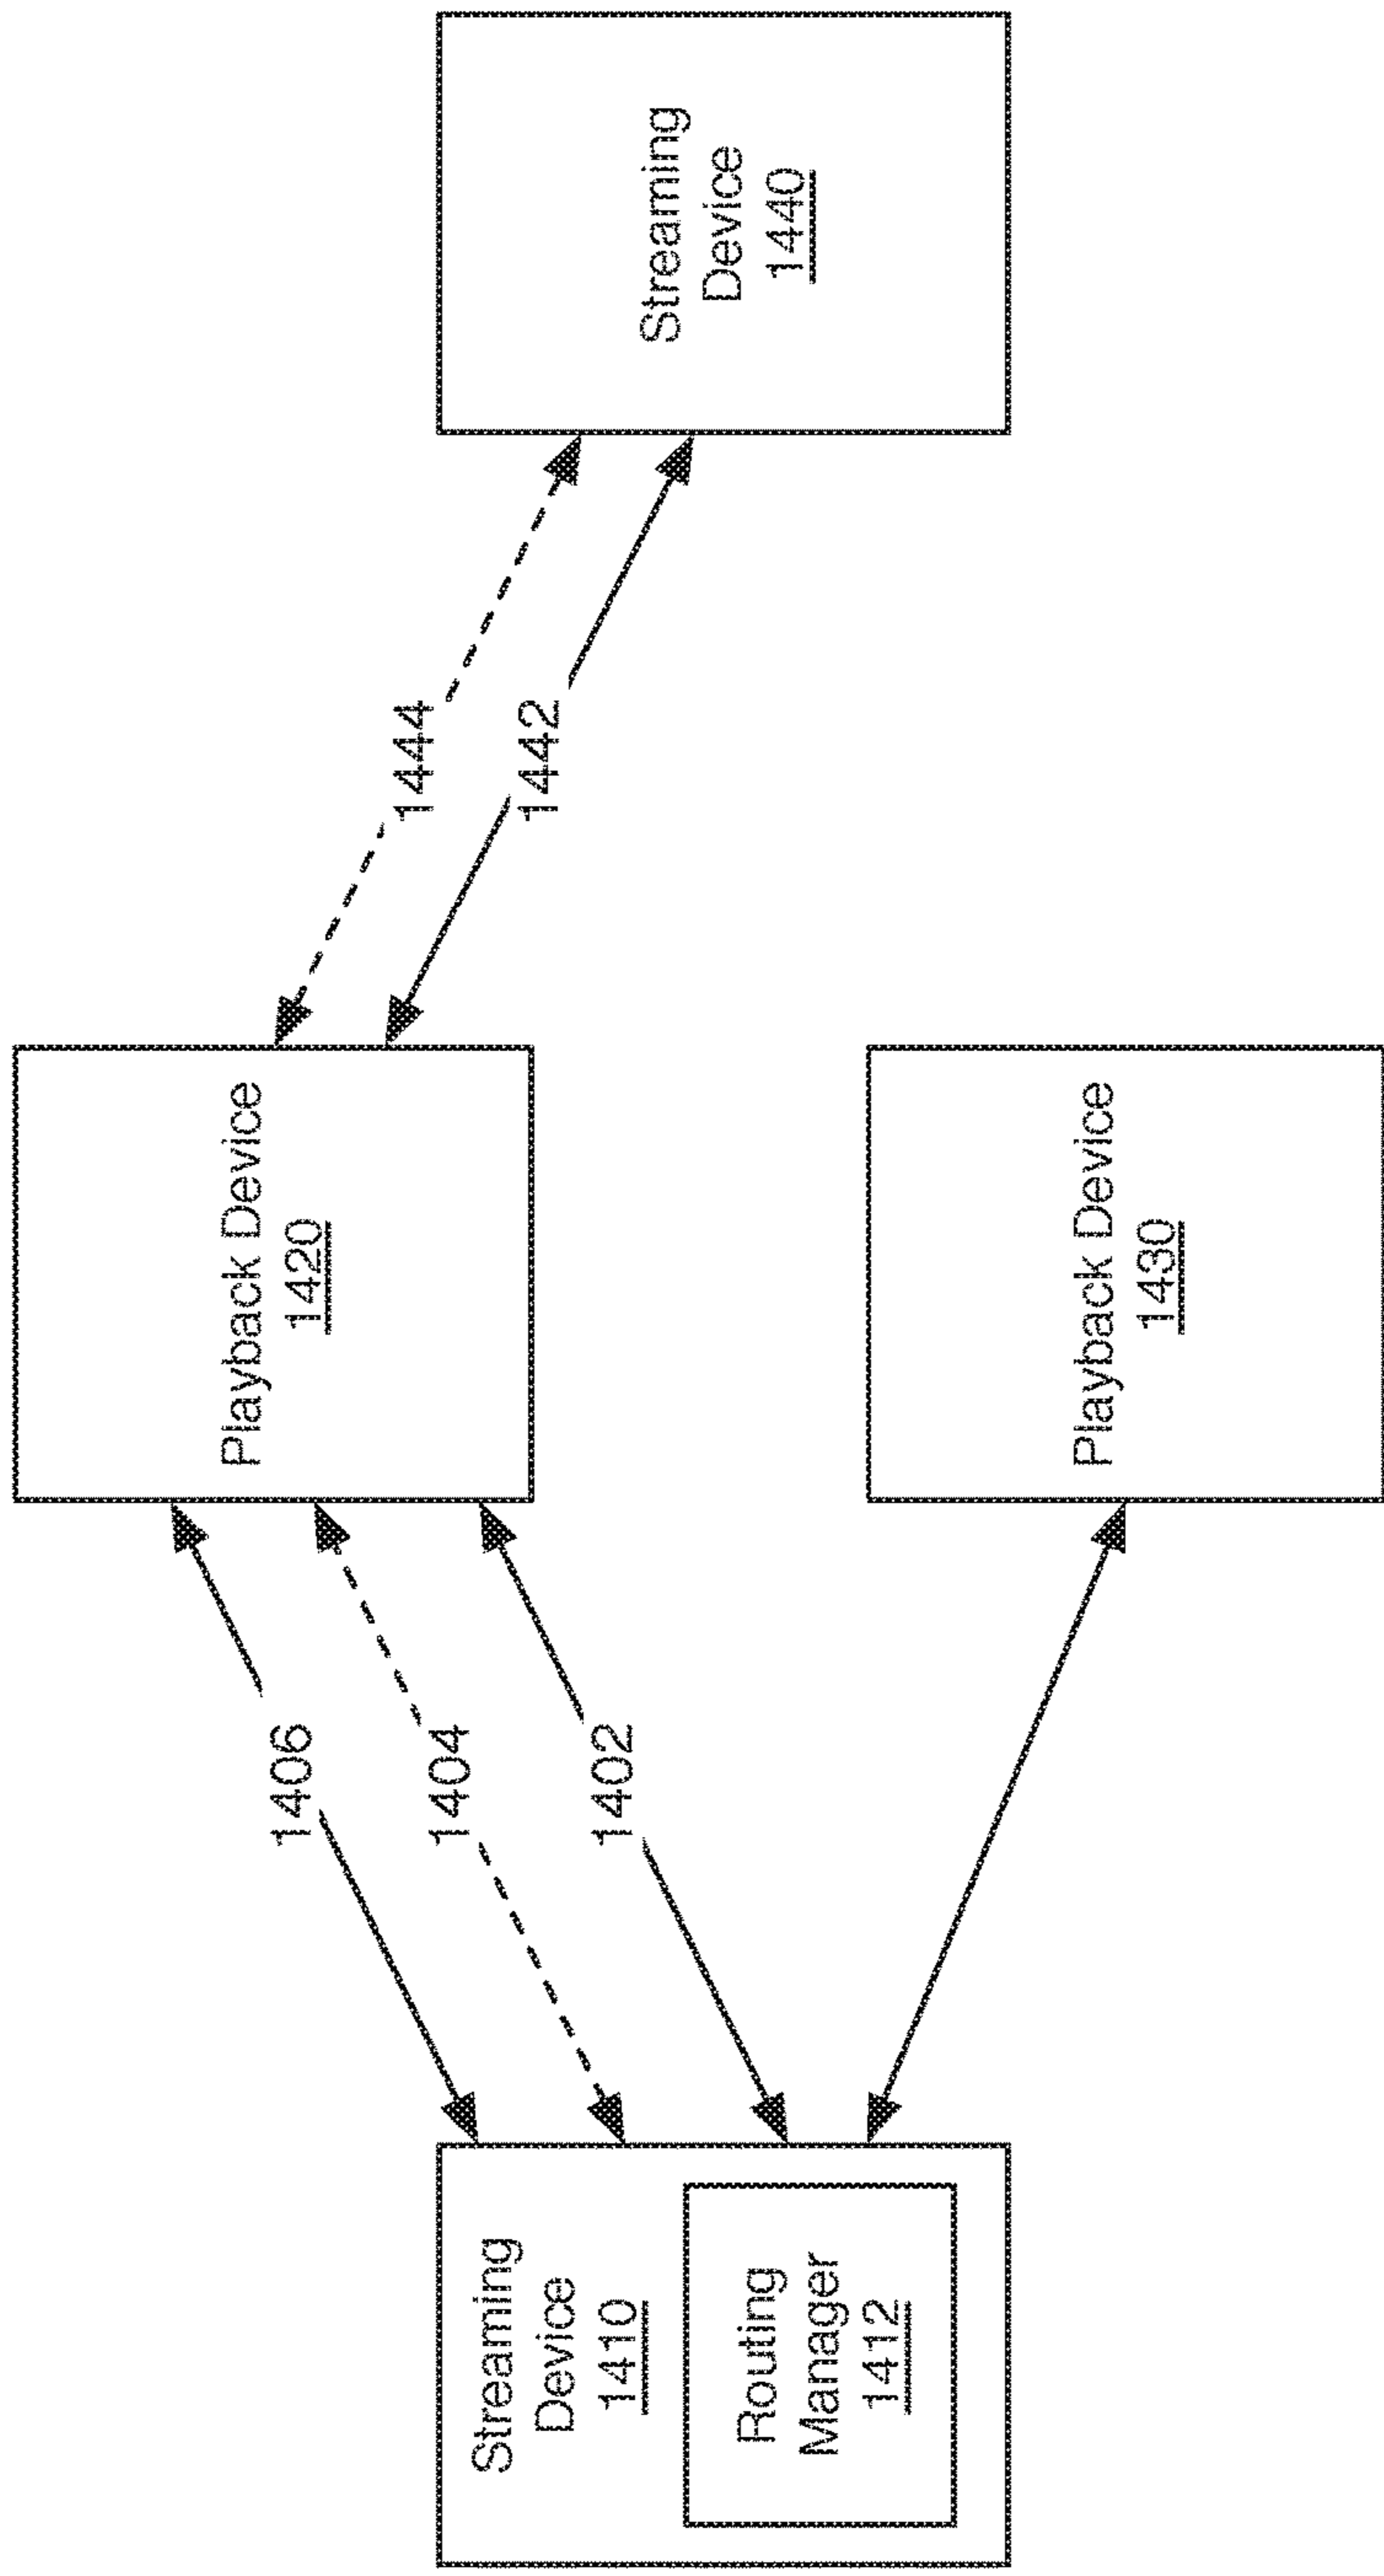 Streaming
Device
1410
Routing
Manager
1412
1406
1404
1402
Playback Device
1420
Playback Device
1430
1444
1442
Streaming
Device
1440